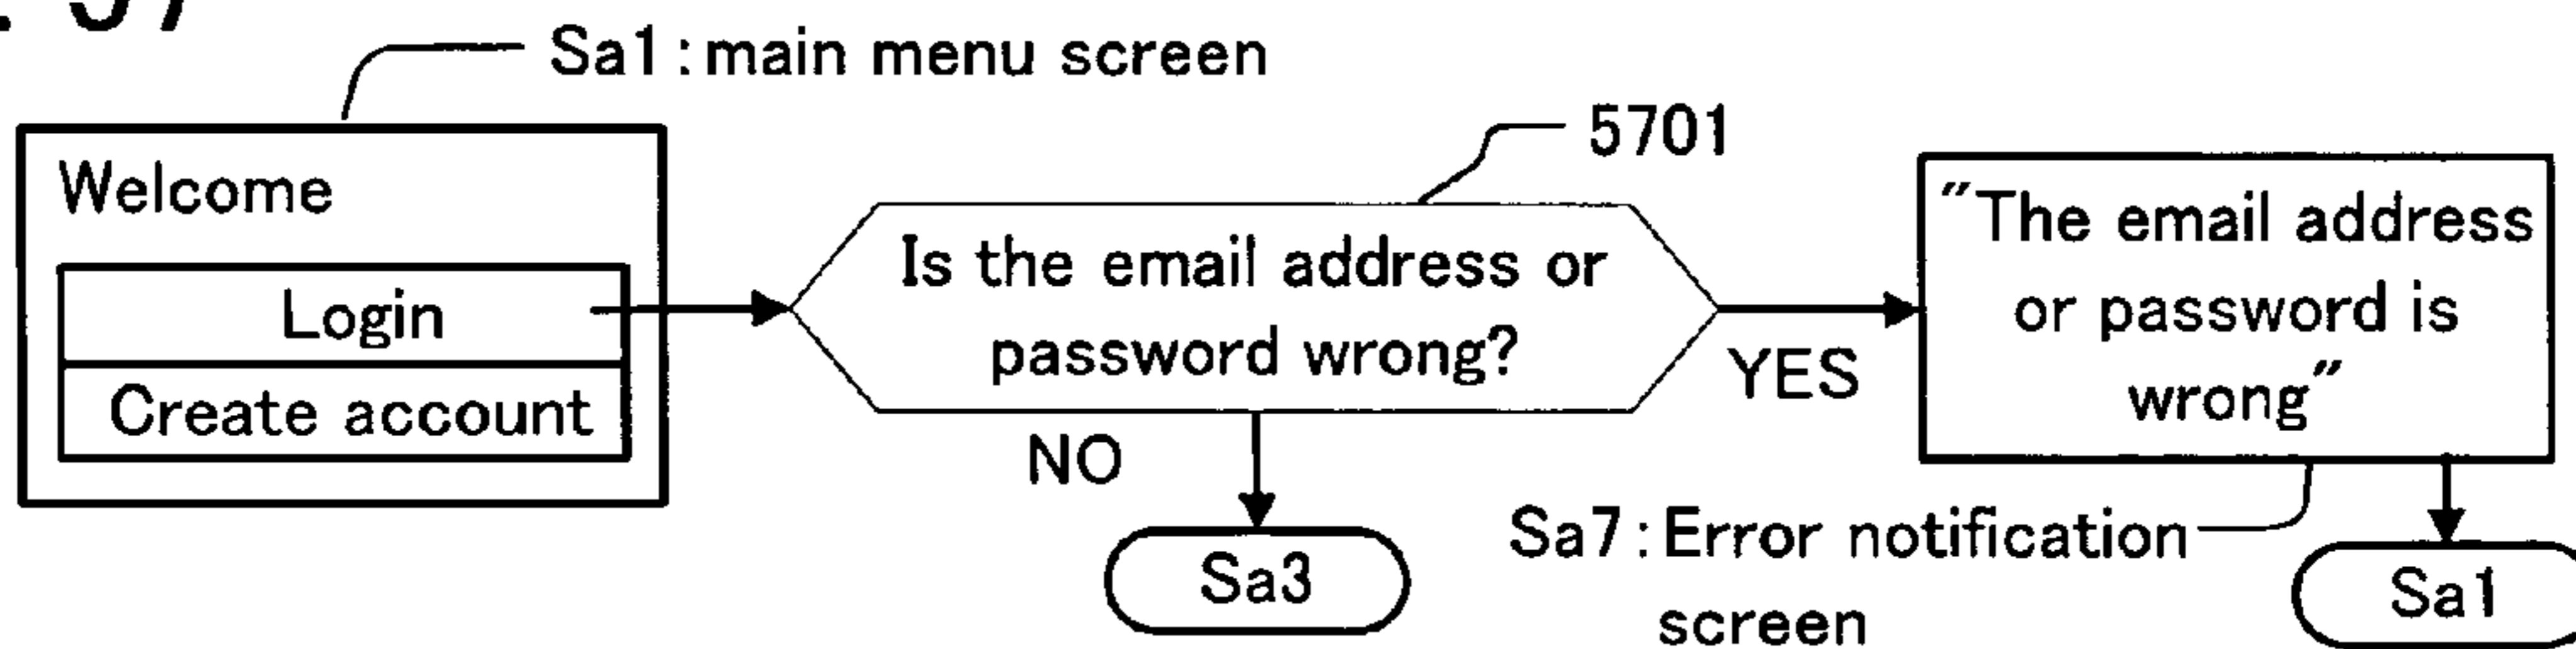 . 57
Sa1:main menu screen
5701
Welcome
Login
Create account
Is the email address or
password wrong?
YES
NO
"The email address
or password is
wrong"
Sa7:Error notification
screen
Sa3
Sa1